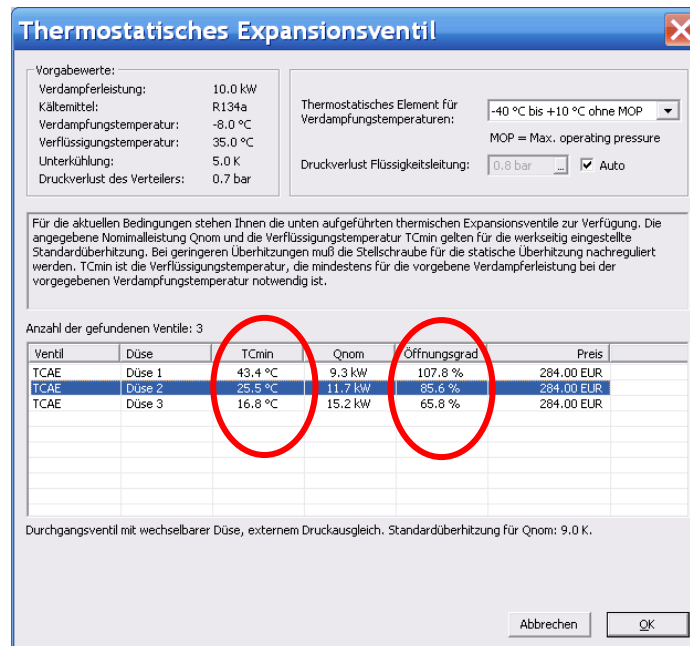 Thermostatisches Expansionsventil
Vorgabewerte:
Verdampferleistung: 10.0 kW
Kältemittel: R134a
Verdampfungstemperatur: -8.0 °C
Verflüssigungstemperatur: 35.0 °C
Unterkühlung: 5.0 K
Druckverlust des Verteilers: 0.7 bar
Thermostatisches Element für
Verdampfungstemperaturen:
-40 °C bis +10 °C ohne MOP
MOP = Max. operating pressure
Druckverlust Flüssigkeitsleitung: 0.8 bar ... Auto
Für die aktuellen Bedingungen stehen Ihnen die unten aufgeführten thermischen Expansionsventile zur Verfügung. Die
angegebene Nomimalleistung Qnom und die Verflüssigungstemperatur TCmin gelten für die werkseitig eingestellte
Standardüberhitzung. Bei geringeren Überhitzungen muß die Stellschraube für die statische Überhitzung nachreguliert
werden. TCmin ist die Verflüssigungstemperatur, die mindestens für die vorgebene Verdampferleistung bei der
vorgegebenen Verdampfungstemperatur notwendig ist.
Anzahl der gefundenen Ventile: 3
Ventil Düse TCmin Qnom Öffnungsgrad Preis
TCAE Düse 1 43.4 °C 9.3 kW 107.8 % 284.00 EUR
TCAE Düse 2 25.5 °C 11.7 kW 85.6 % 284.00 EUR
TCAE Düse 3 16.8 °C 15.2 kW 65.8 % 284.00 EUR
Durchgangsventil mit wechselbarer Düse, externem Druckausgleich. Standardüberhitzung für Qnom: 9.0 K.
Abbrechen OK